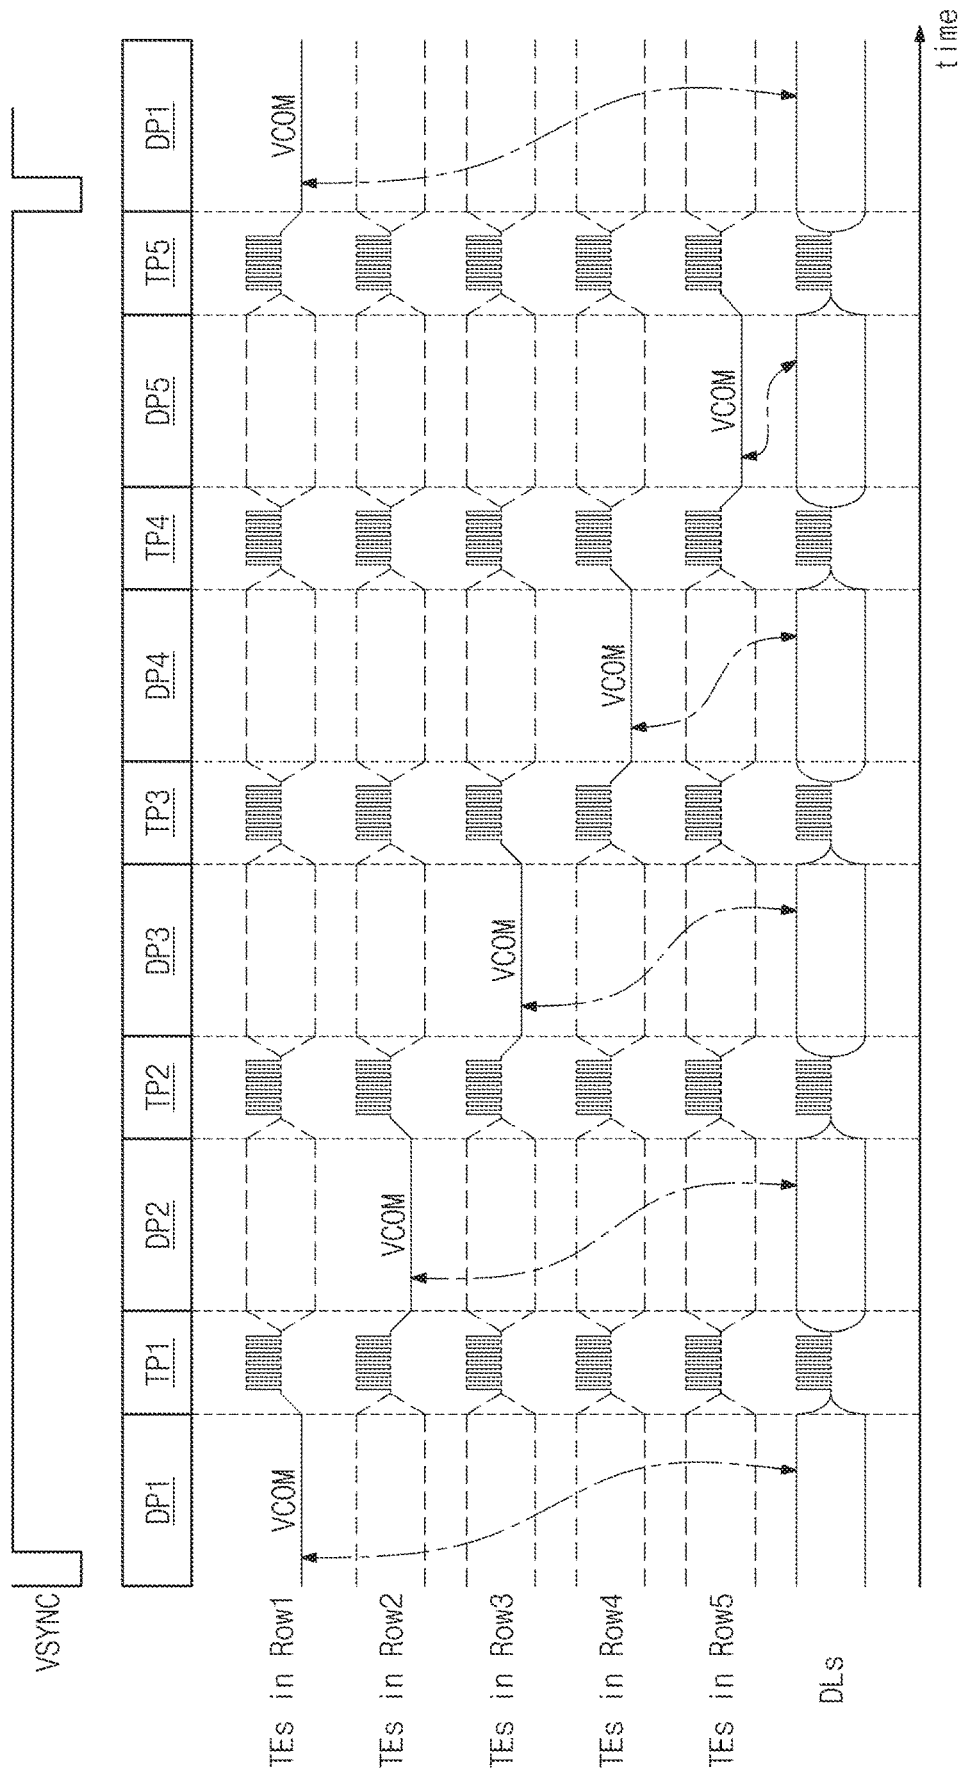 VSYNC
DP1 TP1 DP2 TP2 DP3 TP3 DP4 TP4 DP5 TP5 DP1
TEs in Row1 VCOM VCOM
TEs in Row2 VCOM
TEs in Row3 VCOM
TEs in Row4 VCOM
TEs in Row5 VCOM
DLs
time